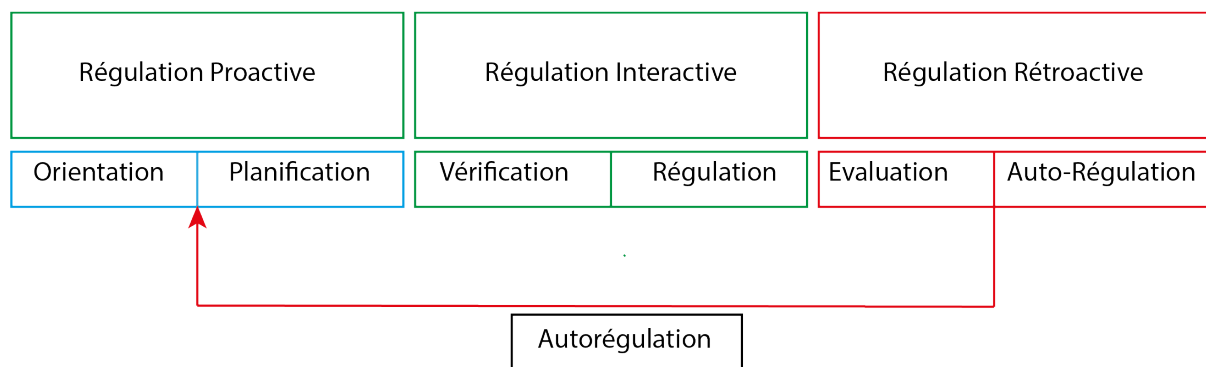 Régulation Proactive
Régulation Interactive
Régulation Rétroactive
Orientation
Planification
Vérification
Régulation
Evaluation
Auto-Régulation
Autorégulation